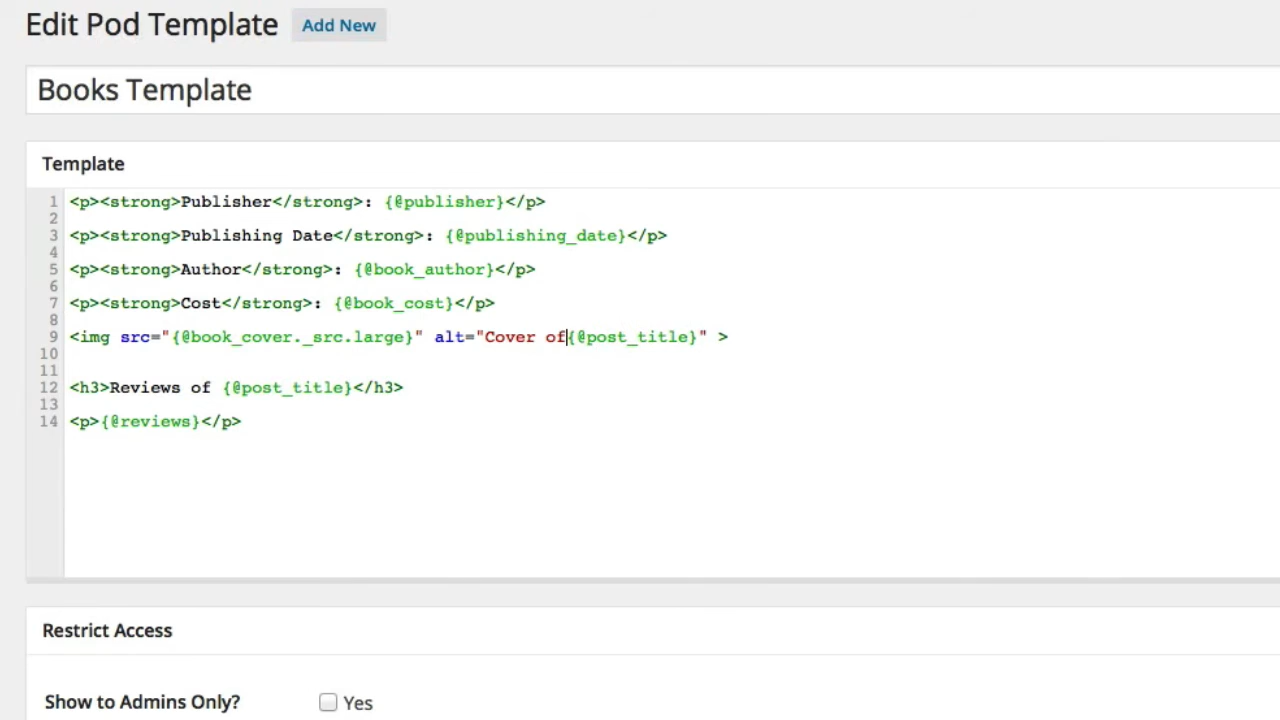 Edit Pod Template Add New
Books Template
Template
1 <p><strong>Publisher</strong>: {@publisher}</p>
2
3 <p><strong>Publishing Date</strong>: {@publishing_date}</p>
4
5 <p><strong>Author</strong>: {@book_author}</p>
6
7 <p><strong>Cost</strong>: {@book_cost}</p>
8
9 <img src="{@book_cover._src.large}" alt="Cover of{@post_title}" >
10
11
12 <h3>Reviews of {@post_title}</h3>
13
14 <p>{@reviews}</p>
Restrict Access
Show to Admins Only? Yes